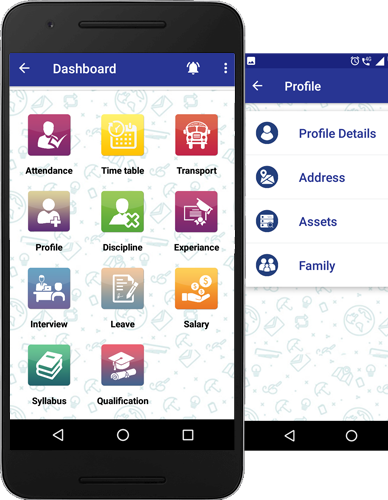 Dashboard
Attendance
Time table
Transport
Profile
Discipline
Experiance
Interview
Leave
Salary
Syllabus
Qualification
4G
Profile
Profile Details
Address
Assets
Family